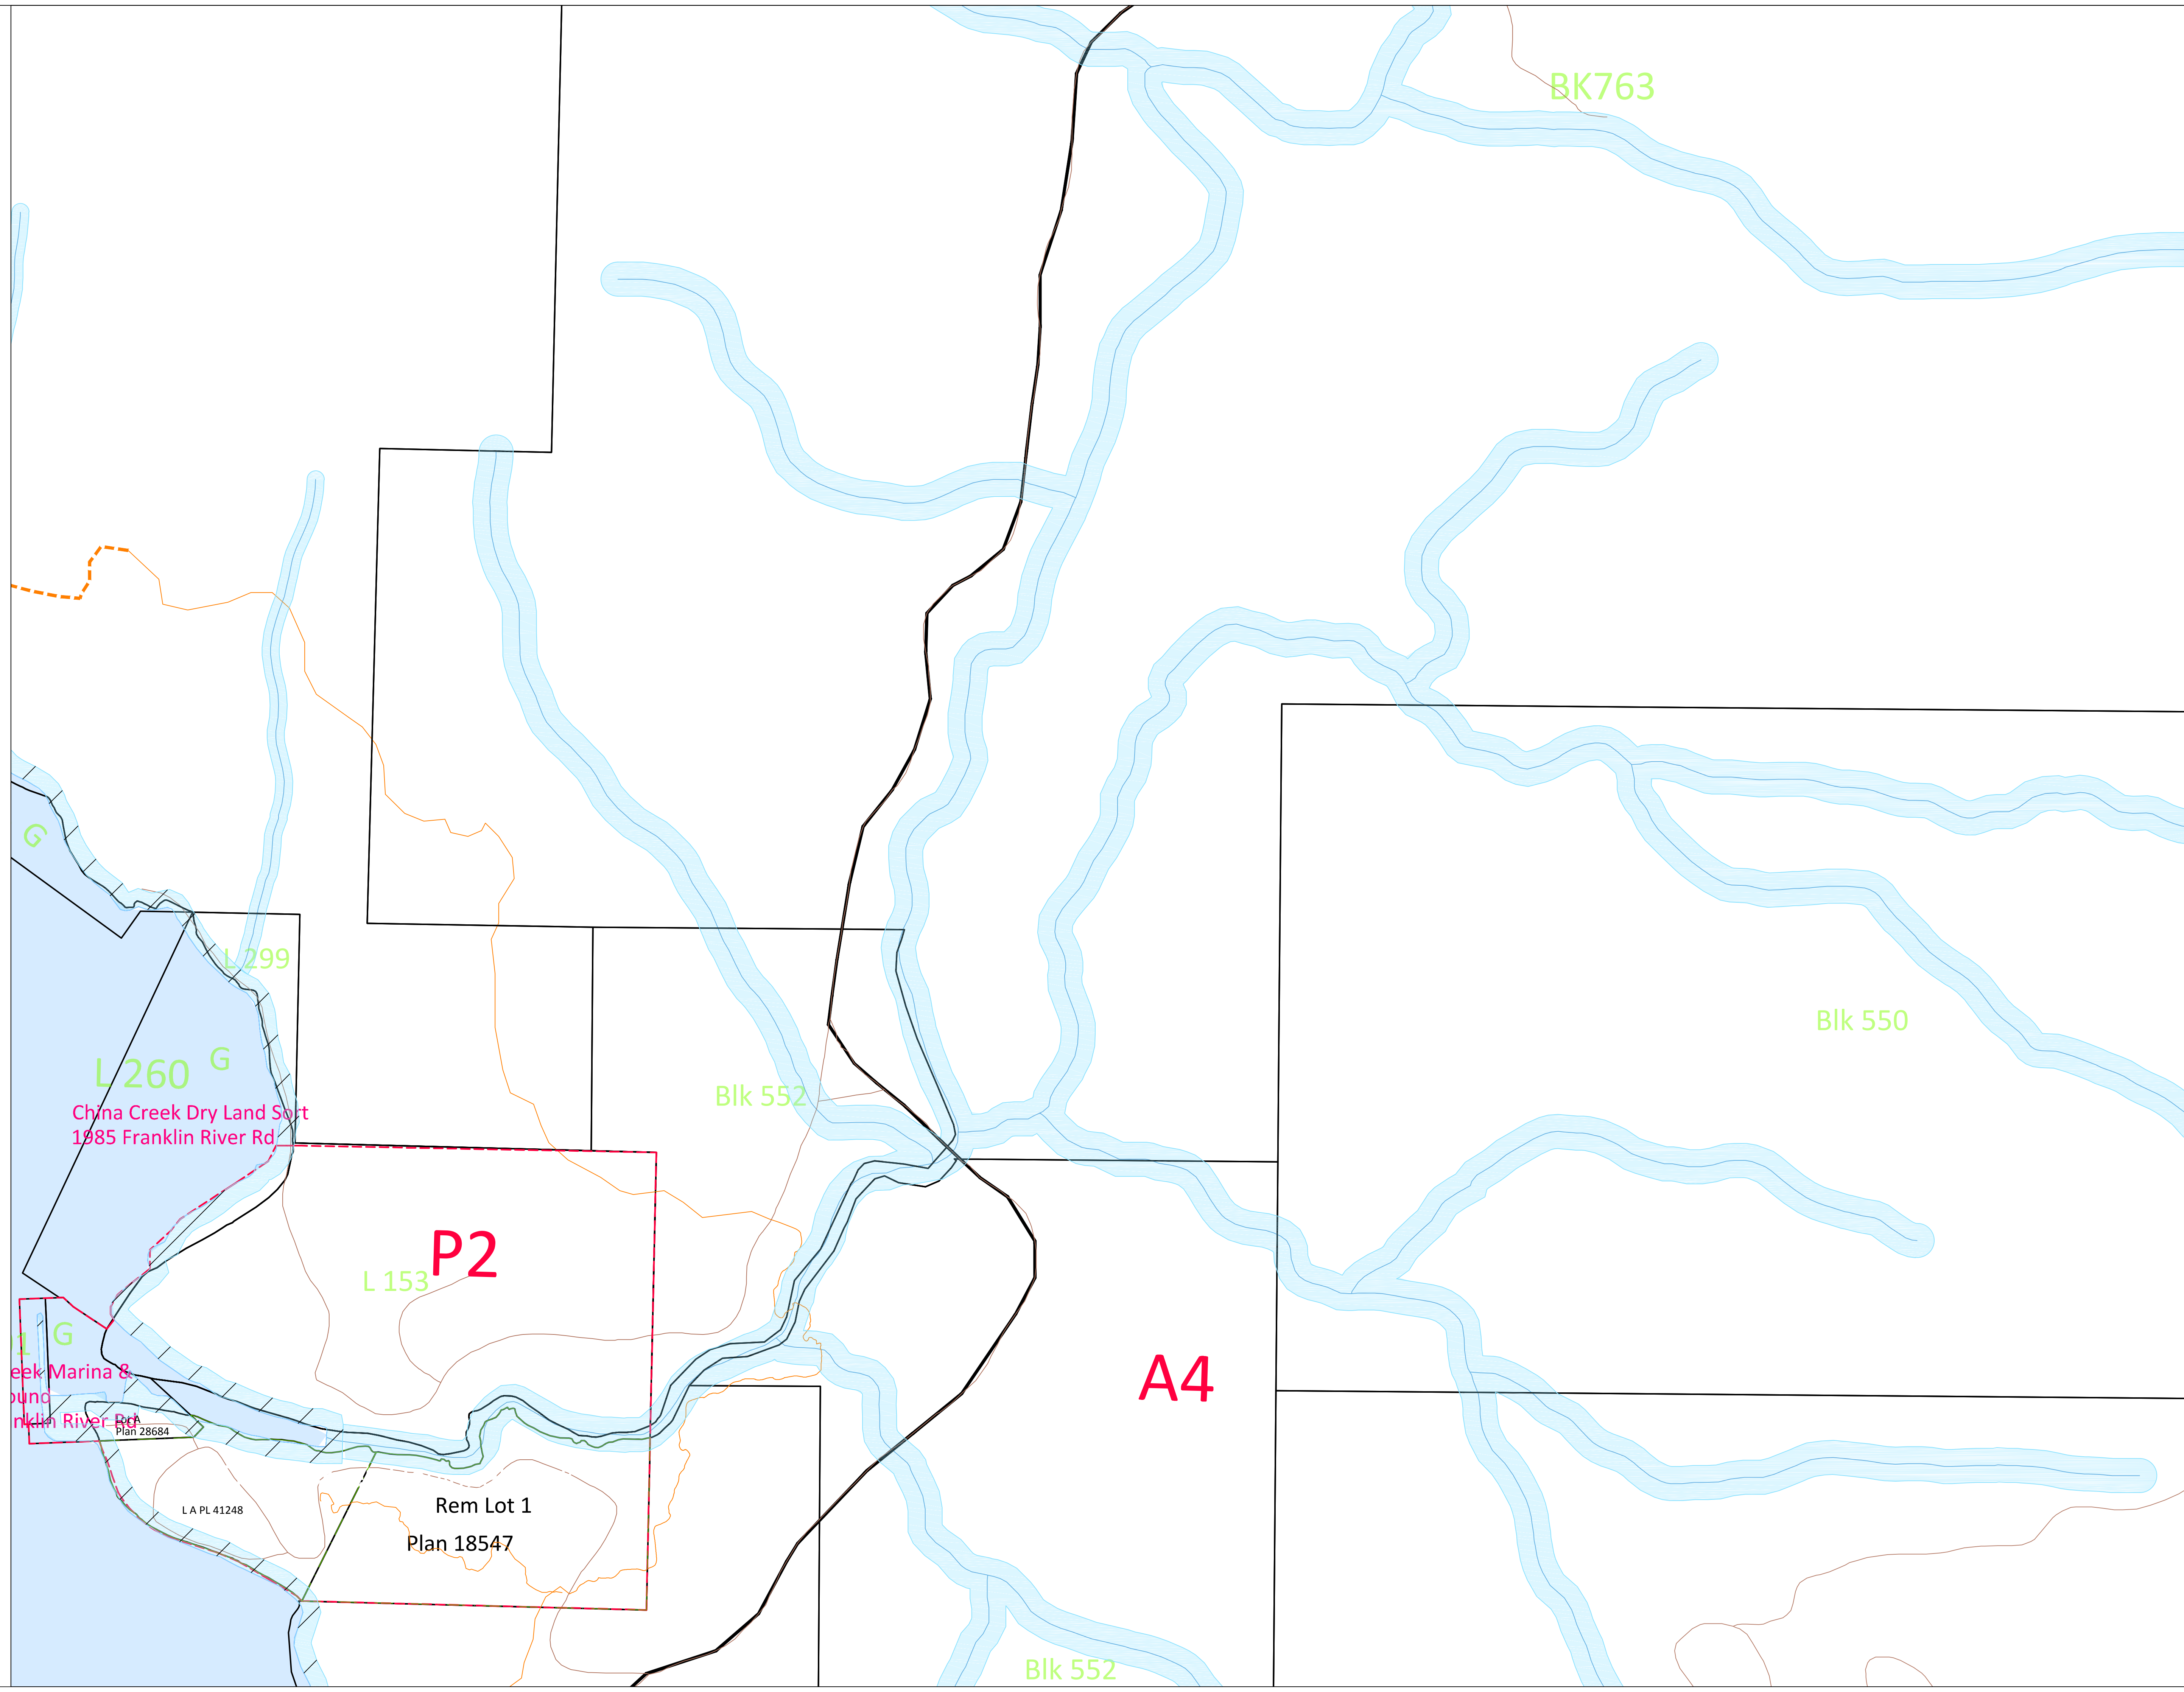 BK763
G
L 299
Blk 550
L 260
G
Blk 552
China Creek Dry Land Sort
1985 Franklin River Rd
P2
L 153
G
1
eek Marina &
ound
nklin River Rd
A4
Plan 28684
L A PL 41248
Rem Lot 1
Plan 18547
Blk 552